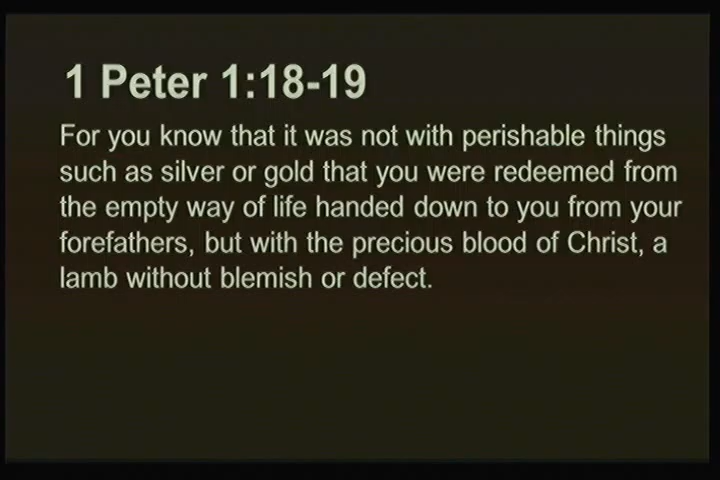 1 Peter 1:18-19
For you know that it was not with perishable things
such as silver or gold that you were redeemed from
the empty way of life handed down to you from your
forefathers, but with the precious blood of Christ, a
lamb without blemish or defect.